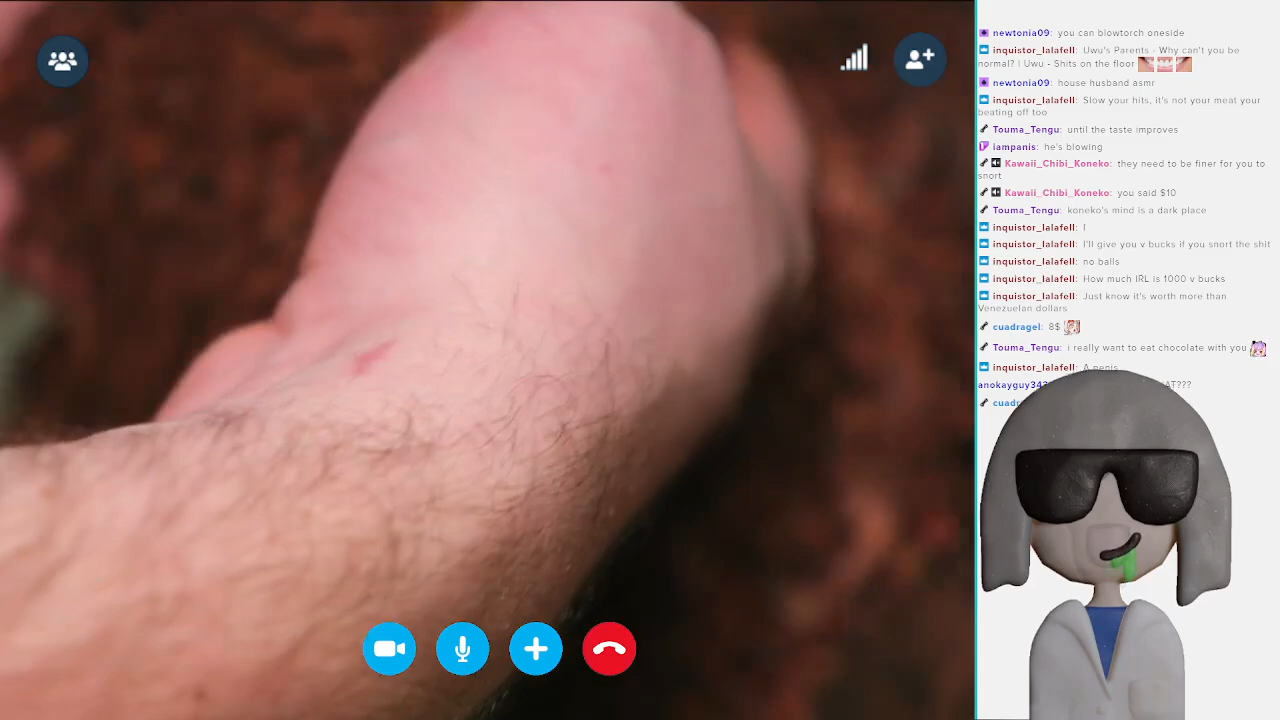 newtonia09: you can blowtorch oneside
inquistor_lalafell: Uwu's Parents - Why can't you be
normal? | Uwu - Shits on the floor
newtonia09: house husband asmr
inquistor_lalafell: Slow your hits, it's not your meat your
beating off too
Touma_Tengu: until the taste improves
iampanis: he's blowing
Kawaii_Chibi_Koneko: they need to be finer for you to
snort
Kawaii_Chibi_Koneko: you said $10
Touma_Tengu: koneko's mind is a dark place
inquistor_lalafell: I
inquistor_lalafell: I'll give you v bucks if you snort the shit
inquistor_lalafell: no balls
inquistor_lalafell: How much IRL is 1000 v bucks
inquistor_lalafell: Just know it's worth more than
Venezuelan dollars
cuadragel: 8$
Touma_Tengu: i really want to eat chocolate with you
inquistor_lalafell: A penis